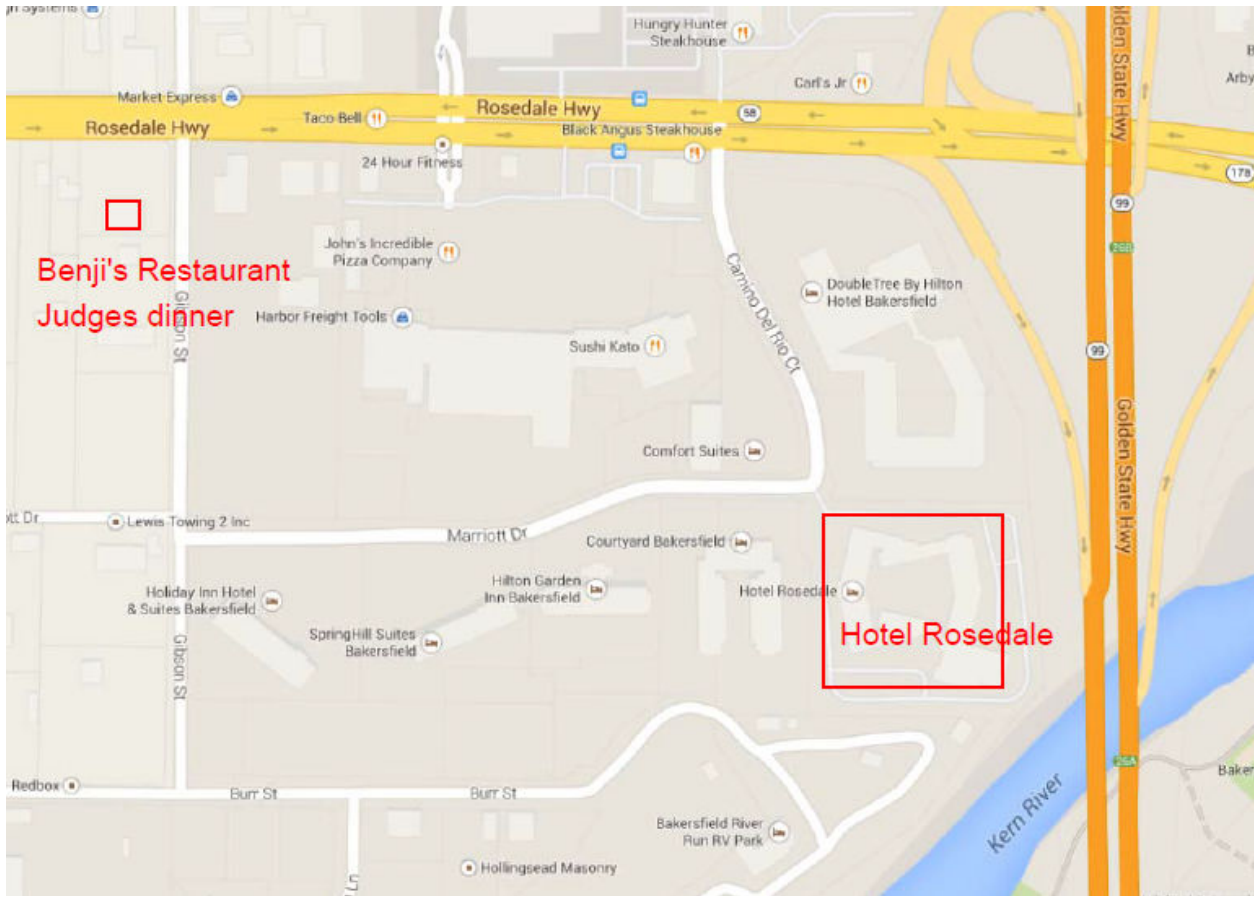 Hungry Hunter
Steakhouse
Golden State Hwy
Carl's Jr
Arby
Market Express
Rosedale Hwy
58
Taco Bell
Rosedale Hwy
Black Angus Steakhouse
24 Hour Fitness
178
99
26B
John's Incredible
Pizza Company
Benji's Restaurant
Judges dinner
Gibson St
Harbor Freight Tools
Camino Del Rio Ct
DoubleTree By Hilton
Hotel Bakersfield
Sushi Kato
99
Golden State Hwy
Comfort Suites
tt Dr
Lewis Towing 2 Inc
Marriott Dr
Courtyard Bakersfield
Holiday Inn Hotel
& Suites Bakersfield
Hilton Garden
Inn Bakersfield
Hotel Rosedale
Hotel Rosedale
SpringHill Suites
Bakersfield
Gibson St
26A
Redbox
Burr St
Burr St
Baker
Kern River
Bakersfield River
Run RV Park
Hollingsead Masonry